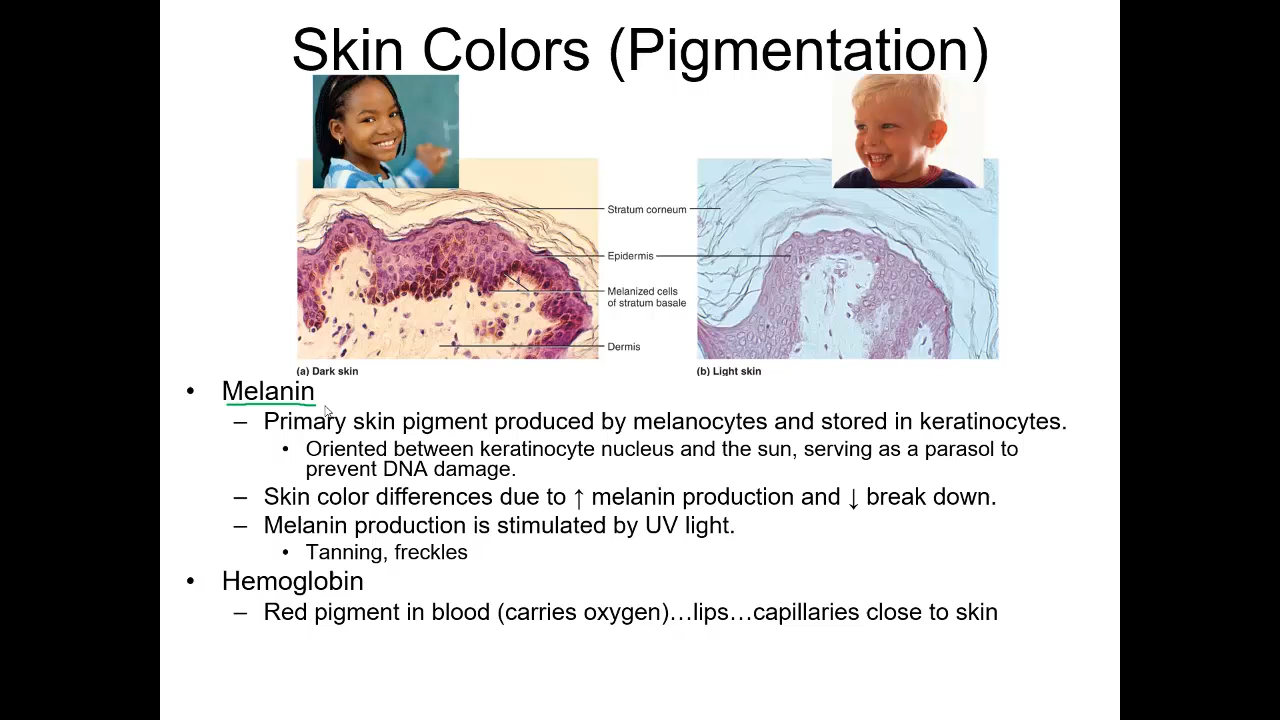 Skin Colors (Pigmentation)
Stratum corneum
Epidermis
Melanized cells
of stratum basale
Dermis
(a) Dark skin
(b) Light skin
• Melanin
– Primary skin pigment produced by melanocytes and stored in keratinocytes.
• Oriented between keratinocyte nucleus and the sun, serving as a parasol to
prevent DNA damage.
– Skin color differences due to ↑ melanin production and ↓ break down.
– Melanin production is stimulated by UV light.
• Tanning, freckles
• Hemoglobin
– Red pigment in blood (carries oxygen)…lips…capillaries close to skin